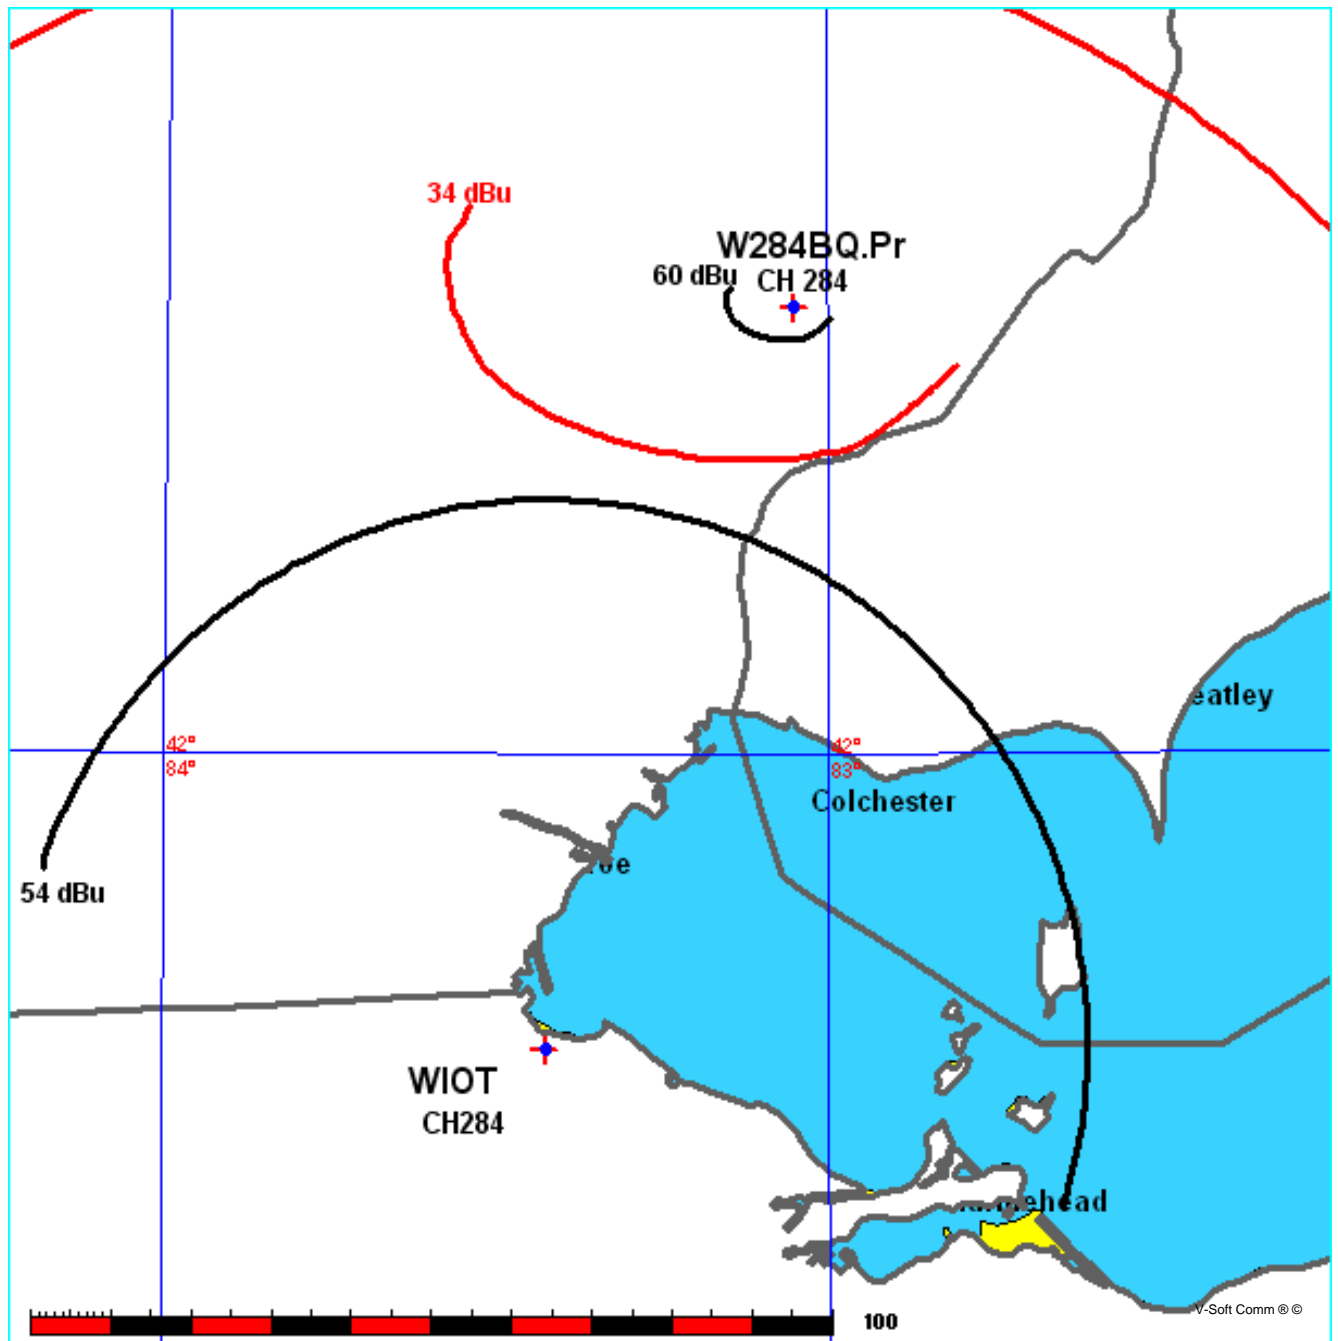 34 dBu
W284BQ.Pr
60 dBu
CH 284
eatley
42°
84°
42°
83°
Colchester
54 dBu
WIOT
CH284
100
V-Soft Comm ® ©